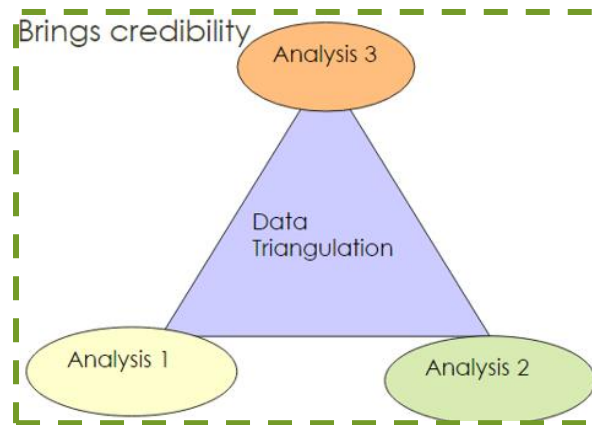 Brings credibility
Analysis 3
Data
Triangulation
Analysis 1
Analysis 2